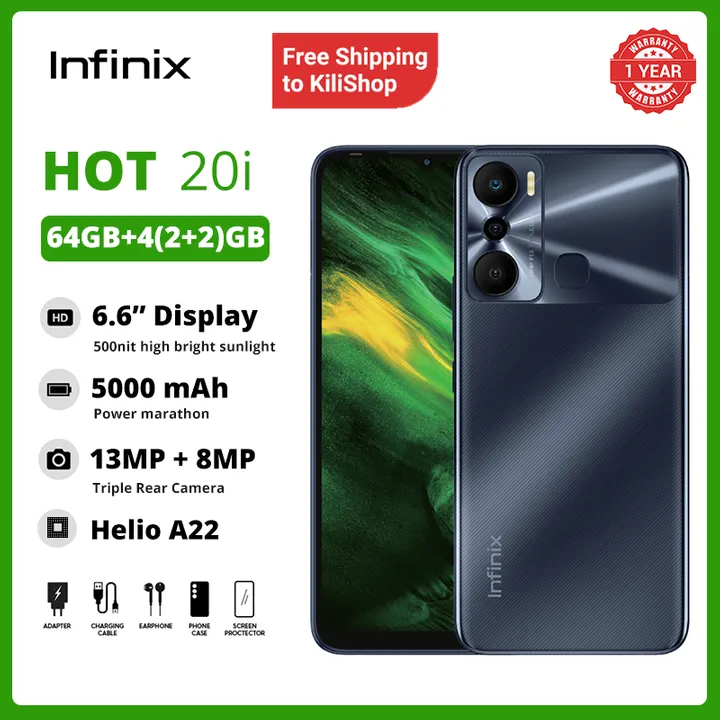 Infinix
Free Shipping
to KiliShop
WARRANTY
1 YEAR
WARRANTY
HOT 20i
64GB+4(2+2)GB
HD
6.6” Display
500nit high bright sunlight
5000 mAh
Power marathon
13MP + 8MP
Triple Rear Camera
Helio A22
ADAPTER
CHARGING
CABLE
EARPHONE
PHONE
CASE
SCREEN
PROCTECTOR
Infinix